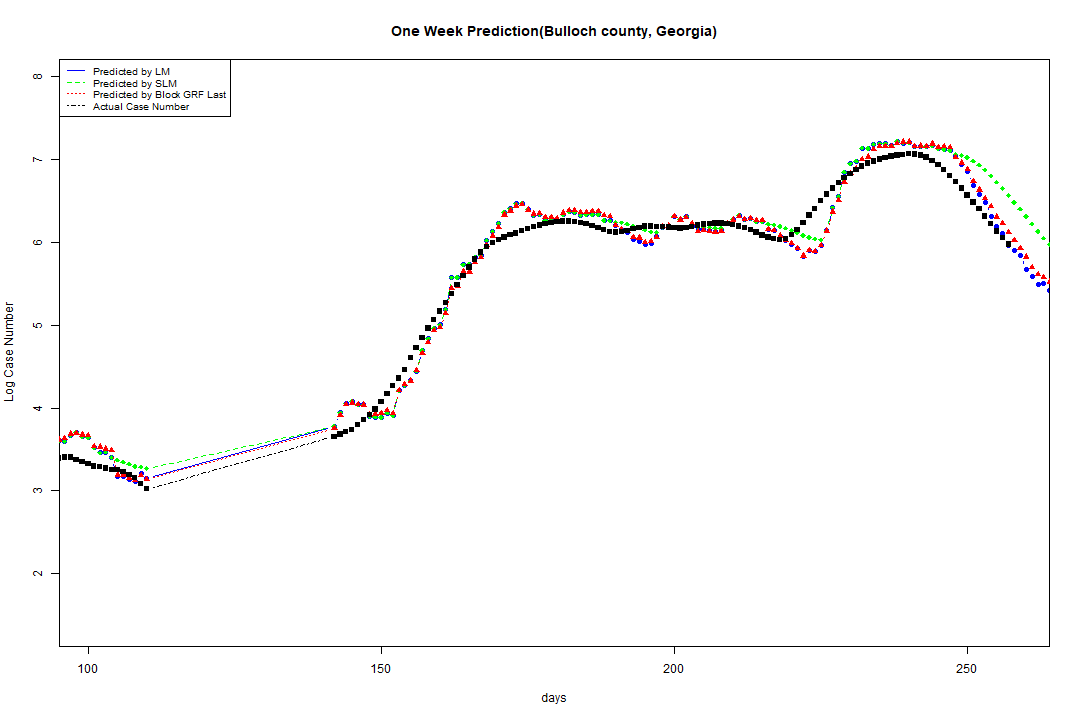 One Week Prediction(Bulloch county, Georgia)
Predicted by LM
Predicted by SLM
Predicted by Block GRF Last
Actual Case Number
8
7
6
5
4
3
2
Log Case Number
100 150 200 250
days